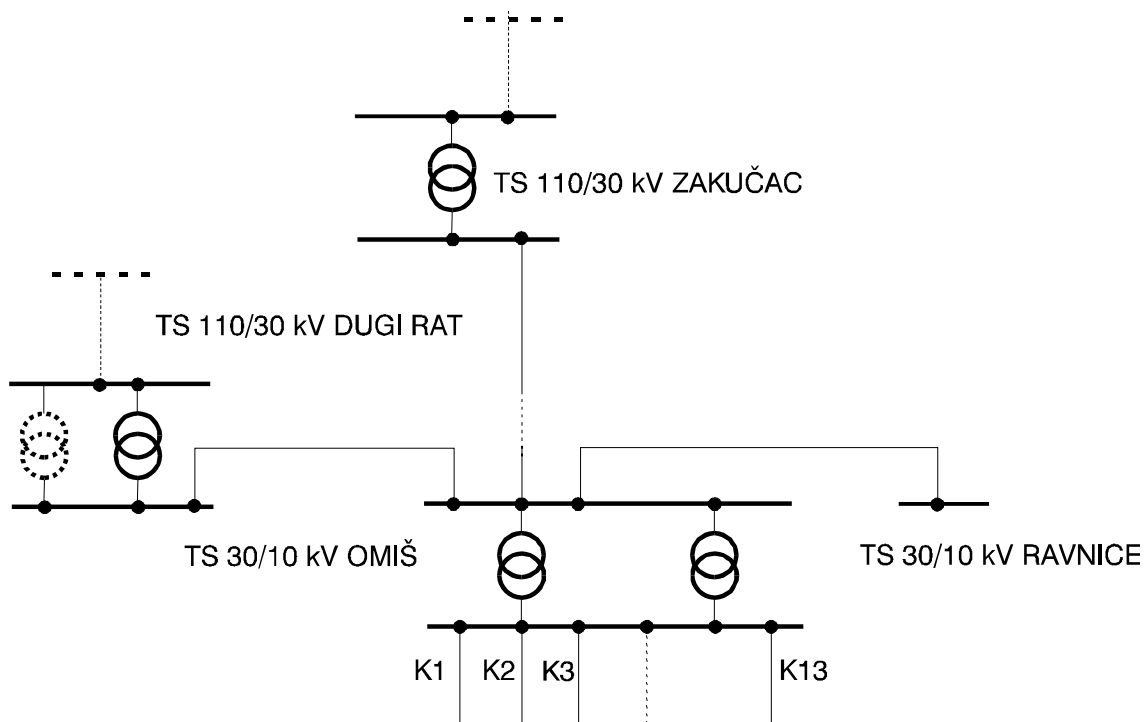 TS 110/30 kV ZAKUČAC
TS 110/30 kV DUGI RAT
TS 30/10 kV OMIŠ
TS 30/10 kV RAVNICE
K1
K2
K3
K13